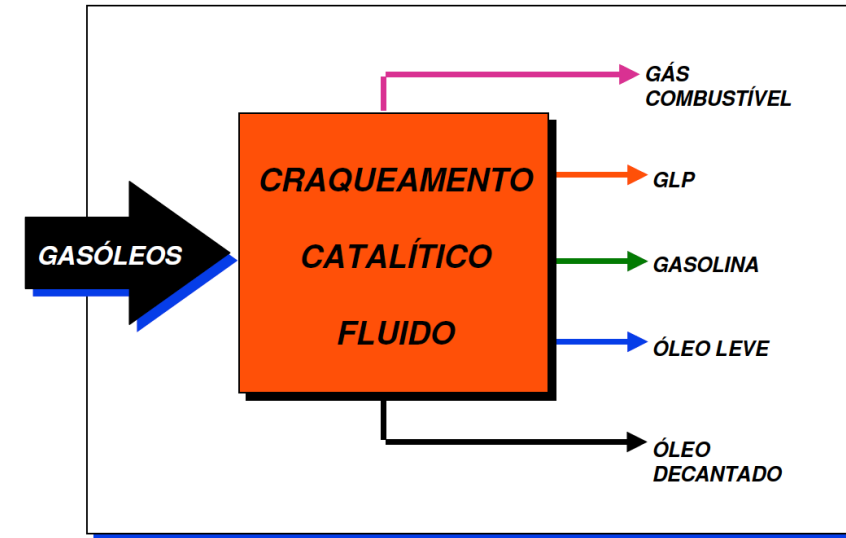 GÁS
COMBUSTÍVEL
CRAQUEAMENTO
GLP
GASÓLEOS
CATALÍTICO
GASOLINA
FLUIDO
ÓLEO LEVE
ÓLEO
DECANTADO